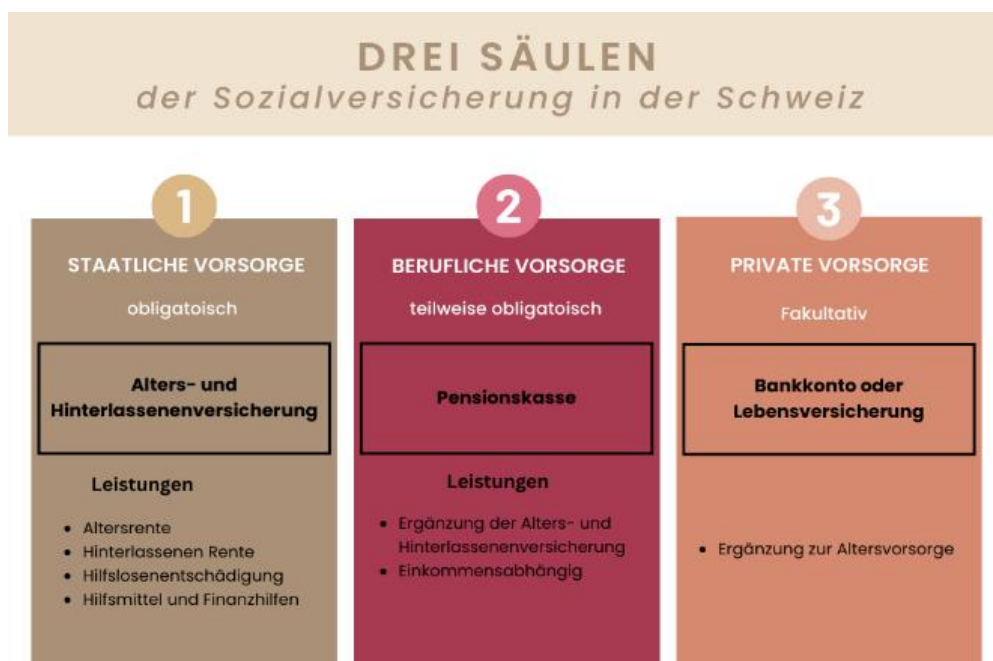 DREI SÄULEN
der Sozialversicherung in der Schweiz
1
STAATLICHE VORSORGE
obligatoisch
Alters- und
Hinterlassenenversicherung
Leistungen
• Altersrente
• Hinterlassenen Rente
• Hilfslosenentschädigung
• Hilfsmittel und Finanzhilfen
2
BERUFLICHE VORSORGE
teilweise obligatoisch
Pensionskasse
Leistungen
• Ergänzung der Alters- und
Hinterlassenenversicherung
• Einkommensabhängig
3
PRIVATE VORSORGE
Fakultativ
Bankkonto oder
Lebensversicherung
• Ergänzung zur Altersvorsorge